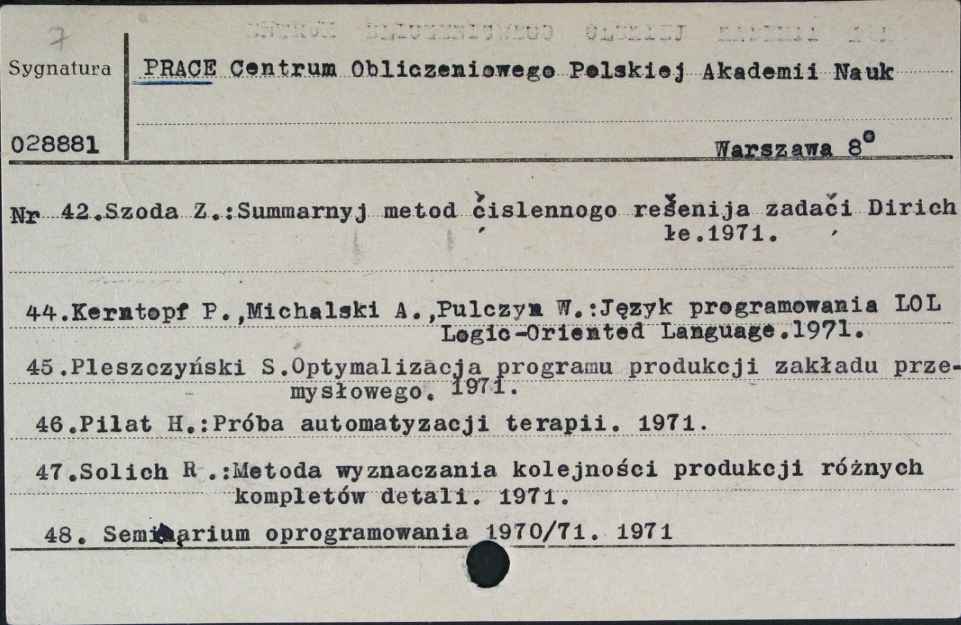 7
Sygnatura
PRACE Centrum Obliczeniowego Polskiej Akademii Nauk
028881
Warszawa 8°
Nr 42.Szoda Z.:Summarnyj metod čislennogo rešenija zadači Dirich
łe.1971.
44.Kerntopf P.,Michalski A.,Pulczyn W.:Język programowania LOL
Logic-Oriented Language.1971.
45.Pleszczyński S.Optymalizacja programu produkcji zakładu prze-
mysłowego. 1971.
46.Pilat H.:Próba automatyzacji terapii. 1971.
47.Solich R .:Metoda wyznaczania kolejności produkcji różnych
kompletów detali. 1971.
48. Seminarium oprogramowania 1970/71. 1971